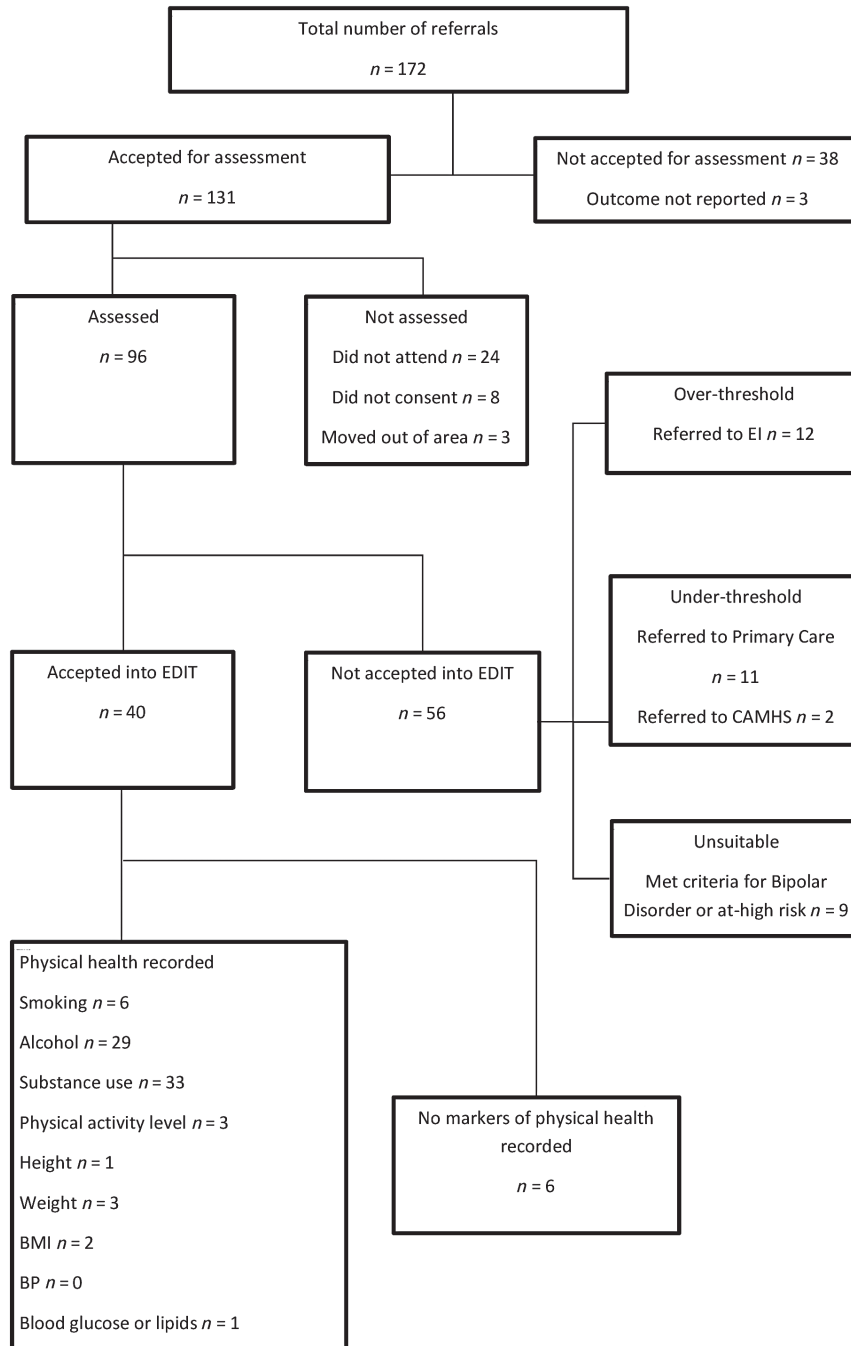 Total number of referrals
n = 172
Accepted for assessment
n = 131
Not accepted for assessment n = 38
Outcome not reported n = 3
Assessed
n = 96
Not assessed
Did not attend n = 24
Did not consent n = 8
Moved out of area n = 3
Over-threshold
Referred to EI n = 12
Under-threshold
Referred to Primary Care
n = 11
Referred to CAMHS n = 2
Accepted into EDIT
n = 40
Not accepted into EDIT
n = 56
Unsuitable
Met criteria for Bipolar
Disorder or at-high risk n = 9
Physical health recorded
Smoking n = 6
Alcohol n = 29
Substance use n = 33
Physical activity level n = 3
Height n = 1
Weight n = 3
BMI n = 2
BP n = 0
Blood glucose or lipids n = 1
No markers of physical health
recorded
n = 6